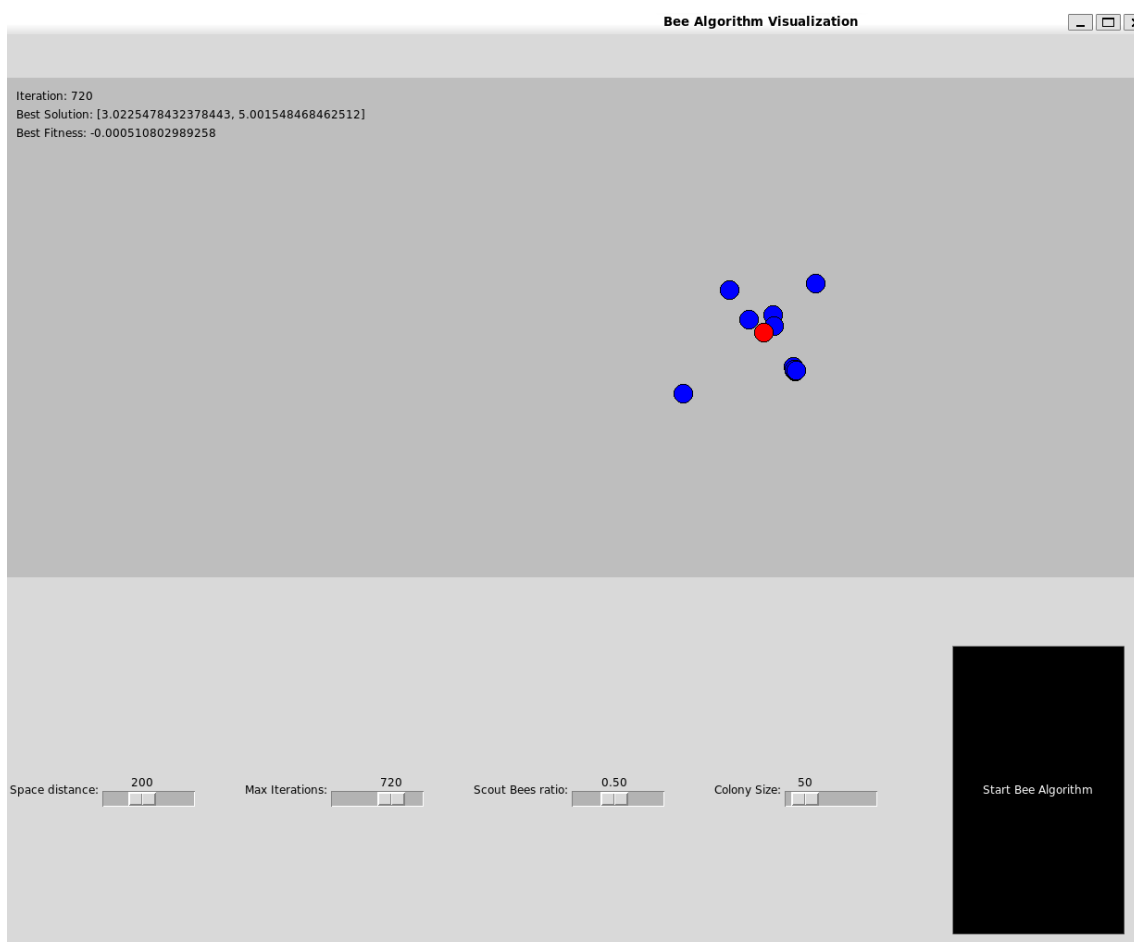 Bee Algorithm Visualization
Iteration: 720
Best Solution: [3.0225478432378443, 5.001548468462512]
Best Fitness: -0.000510802989258
Space distance: 200
Max Iterations: 720
Scout Bees ratio: 0.50
Colony Size: 50
Start Bee Algorithm